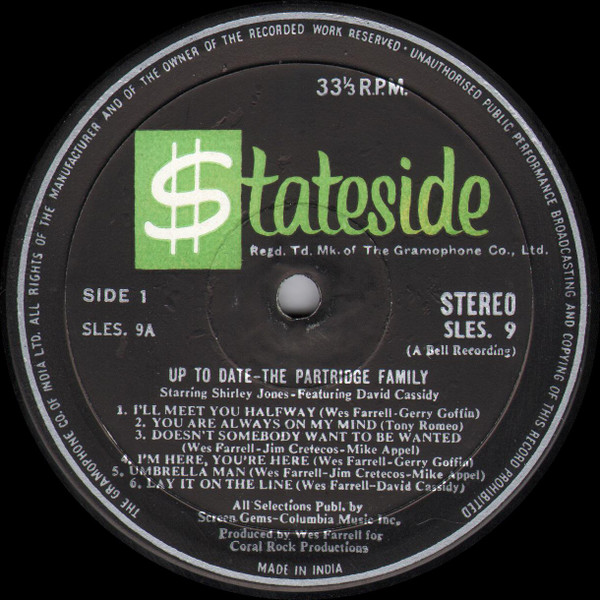 THE GRAMOPHONE CO. OF INDIA LTD. ALL RIGHTS OF THE MANUFACTURER AND OF THE OWNER OF THE RECORDED WORK RESERVED · UNAUTHORISED PUBLIC PERFORMANCE BROADCASTING AND COPYING OF THIS RECORD PROHIBITED
33⅓ R.P.M.
$tateside
Regd. Td. Mk. of The Gramophone Co., Ltd.
SIDE 1
STEREO
SLES. 9A
SLES. 9
(A Bell Recording)
UP TO DATE-THE PARTRIDGE FAMILY
Starring Shirley Jones-Featuring David Cassidy
1. I'LL MEET YOU HALFWAY (Wes Farrell-Gerry Goffin)
2. YOU ARE ALWAYS ON MY MIND (Tony Romeo)
3. DOESN'T SOMEBODY WANT TO BE WANTED
(Wes Farrell-Jim Cretecos-Mike Appel)
4. I'M HERE, YOU'RE HERE (Wes Farrell-Gerry Goffin)
5. UMBRELLA MAN (Wes Farrell-Jim Cretecos-Mike Appel)
6. LAY IT ON THE LINE (Wes Farrell-David Cassidy)
All Selections Publ. by
Screen Gems-Columbia Music Inc.
Produced by Wes Farrell for
Coral Rock Productions
MADE IN INDIA